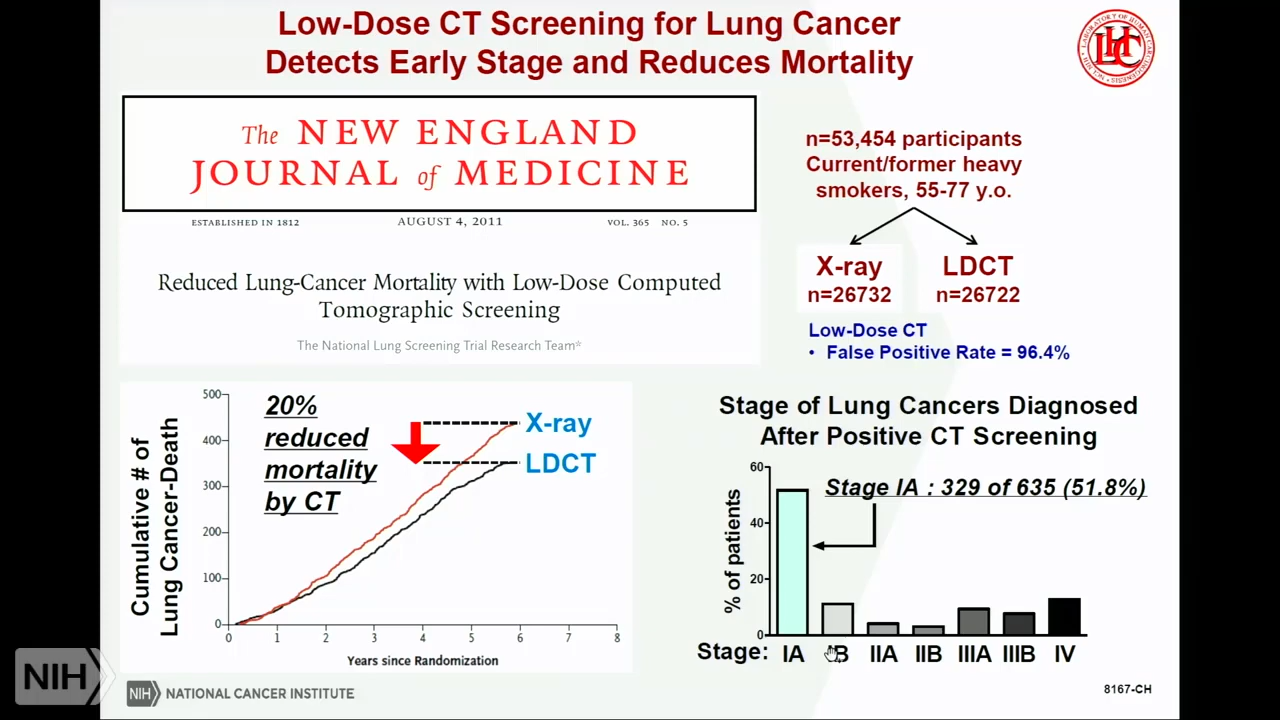 Low-Dose CT Screening for Lung Cancer
Detects Early Stage and Reduces Mortality
The NEW ENGLAND
JOURNAL of MEDICINE
ESTABLISHED IN 1812 AUGUST 4, 2011 VOL. 365 NO. 5
Reduced Lung-Cancer Mortality with Low-Dose Computed
Tomographic Screening
The National Lung Screening Trial Research Team*
n=53,454 participants
Current/former heavy
smokers, 55-77 y.o.
X-ray LDCT
n=26732 n=26722
Low-Dose CT
• False Positive Rate = 96.4%
Cumulative # of
Lung Cancer-Death
500
400
300
200
100
0
20%
reduced
mortality
by CT
X-ray
LDCT
0 1 2 3 4 5 6 7 8
Years since Randomization
Stage of Lung Cancers Diagnosed
After Positive CT Screening
% of patients
60
40
20
0
Stage IA : 329 of 635 (51.8%)
Stage: IA B IIA IIB IIIA IIIB IV
NIH
NIH NATIONAL CANCER INSTITUTE
8167-CH